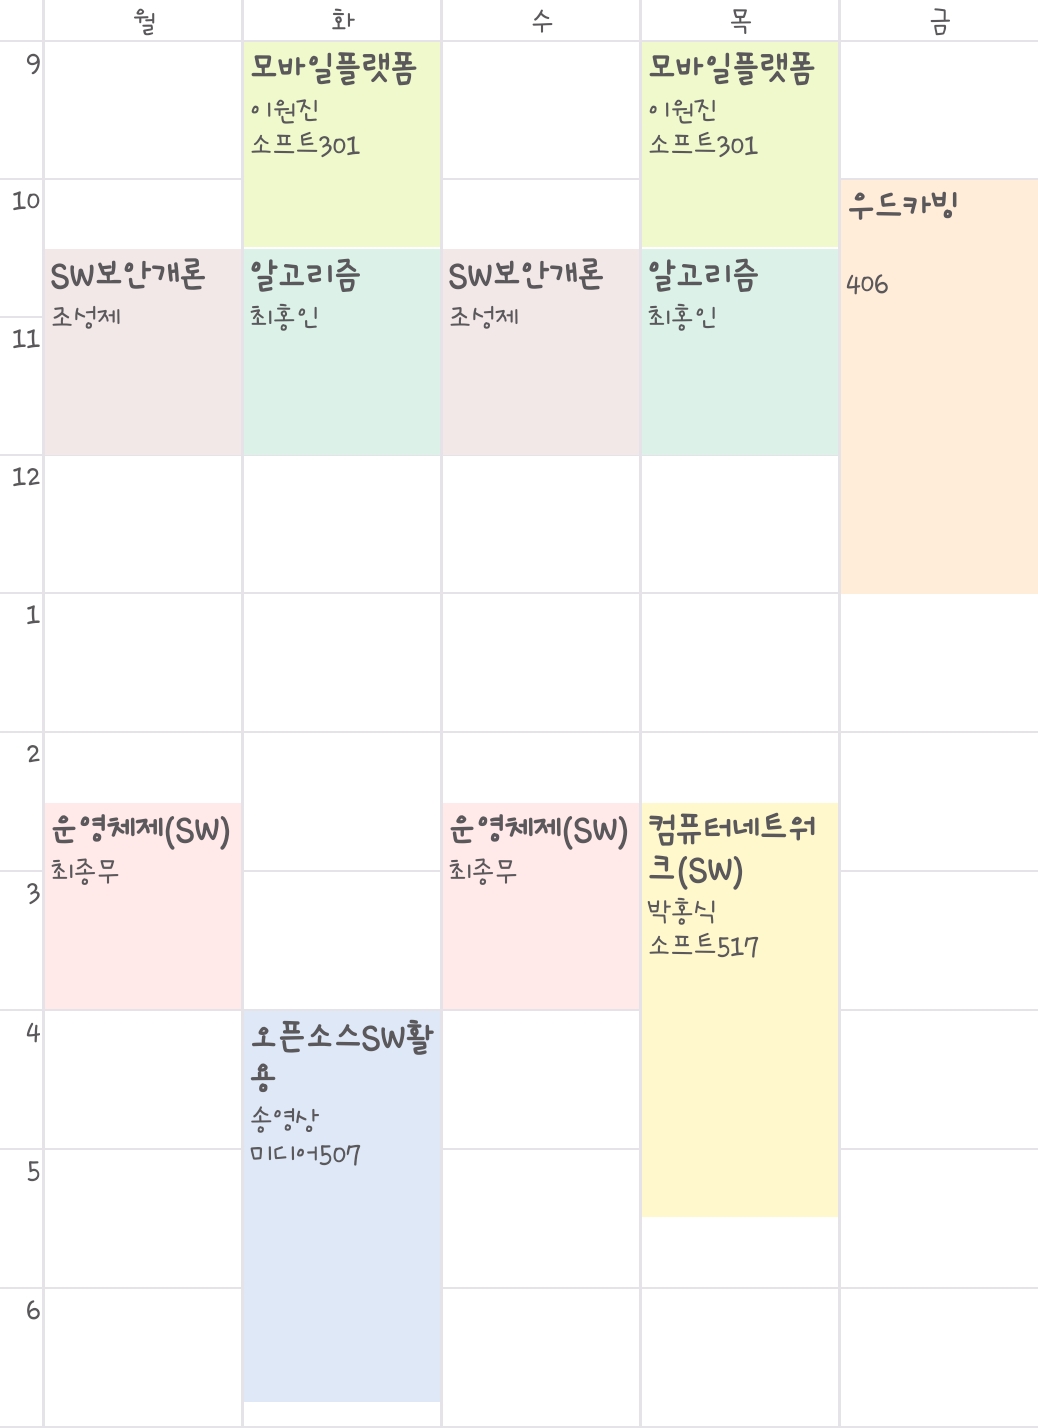 월 화 수 목 금
9
모바일플랫폼
이원진
소프트301
모바일플랫폼
이원진
소프트301
10
우드카빙
406
SW보안개론
조성제
알고리즘
최홍인
SW보안개론
조성제
알고리즘
최홍인
11
12
1
2
운영체제(SW)
최종무
운영체제(SW)
최종무
컴퓨터네트워
크(SW)
박홍식
소프트517
3
4
오픈소스SW활
용
송영상
미디어507
5
6